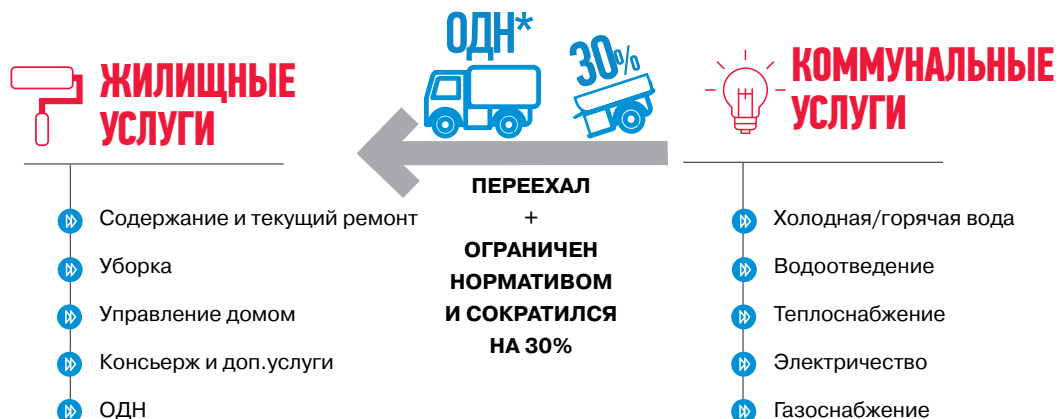 ЖИЛИЩНЫЕ
УСЛУГИ
Содержание и текущий ремонт
Уборка
Управление домом
Консьерж и доп.услуги
ОДН
ОДН*
30%
ПЕРЕЕХАЛ
+
ОГРАНИЧЕН
НОРМАТИВОМ
И СОКРАТИЛСЯ
НА 30%
КОММУНАЛЬНЫЕ
УСЛУГИ
Холодная/горячая вода
Водоотведение
Теплоснабжение
Электричество
Газоснабжение